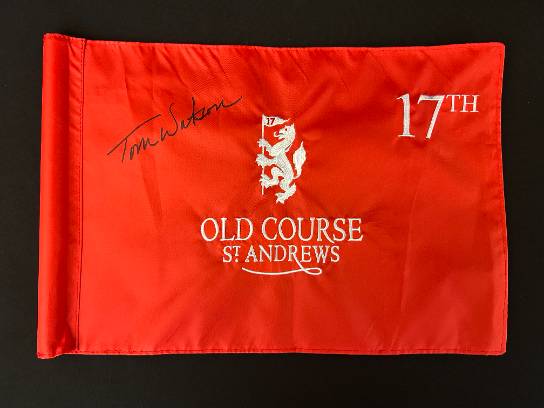 17TH
Tom Watson
17
OLD COURSE
ST ANDREWS